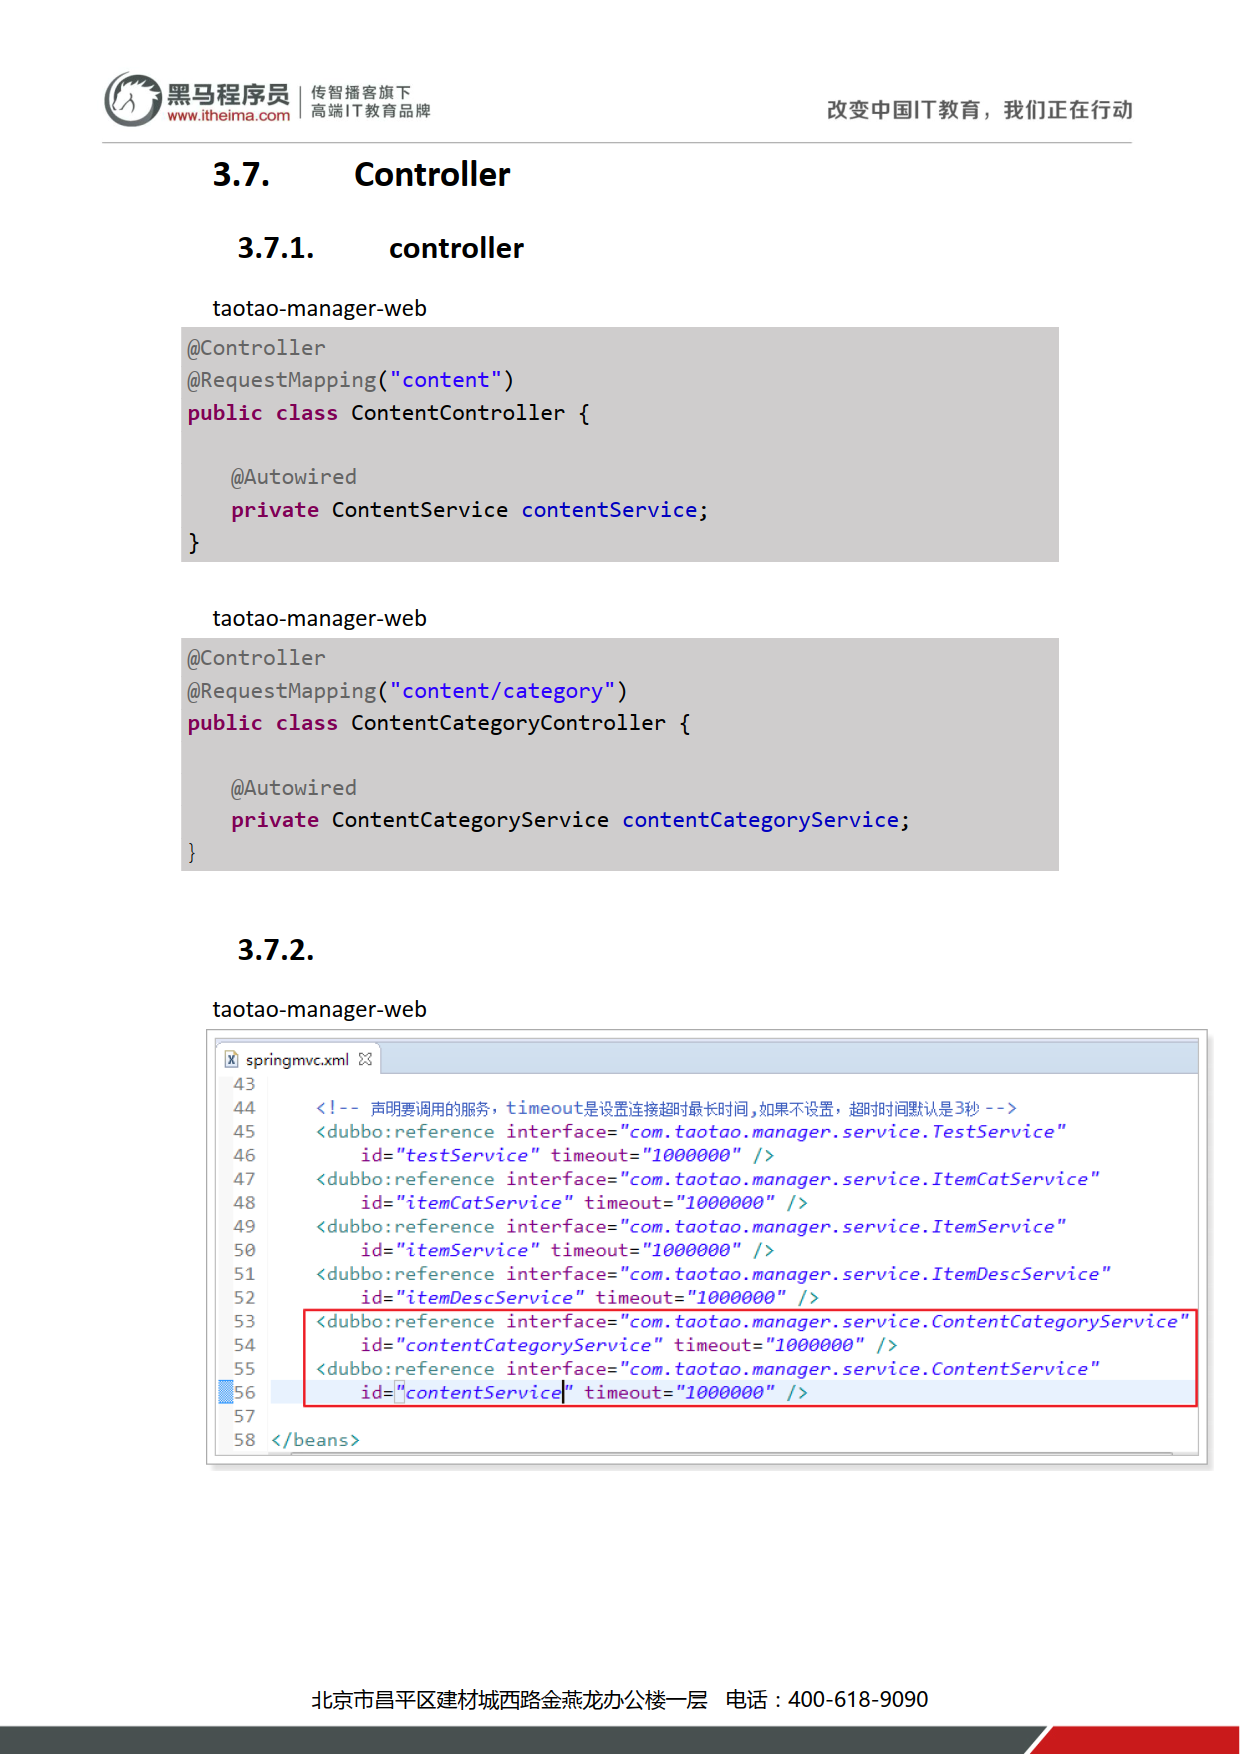 黑马程序员
www.itheima.com
传智播客旗下
高端IT教育品牌
改变中国IT教育，我们正在行动
3.7. Controller
3.7.1. controller
taotao-manager-web
@Controller
@RequestMapping("content")
public class ContentController {
@Autowired
private ContentService contentService;
}
taotao-manager-web
@Controller
@RequestMapping("content/category")
public class ContentCategoryController {
@Autowired
private ContentCategoryService contentCategoryService;
}
3.7.2.
taotao-manager-web
springmvc.xml
43
44 <!-- 声明要调用的服务，timeout是设置连接超时最长时间,如果不设置，超时时间默认是3秒 -->
45 <dubbo:reference interface="com.taotao.manager.service.TestService"
46 id="testService" timeout="1000000" />
47 <dubbo:reference interface="com.taotao.manager.service.ItemCatService"
48 id="itemCatService" timeout="1000000" />
49 <dubbo:reference interface="com.taotao.manager.service.ItemService"
50 id="itemService" timeout="1000000" />
51 <dubbo:reference interface="com.taotao.manager.service.ItemDescService"
52 id="itemDescService" timeout="1000000" />
53 <dubbo:reference interface="com.taotao.manager.service.ContentCategoryService"
54 id="contentCategoryService" timeout="1000000" />
55 <dubbo:reference interface="com.taotao.manager.service.ContentService"
56 id="contentService" timeout="1000000" />
57
58 </beans>
北京市昌平区建材城西路金燕龙办公楼一层 电话：400-618-9090